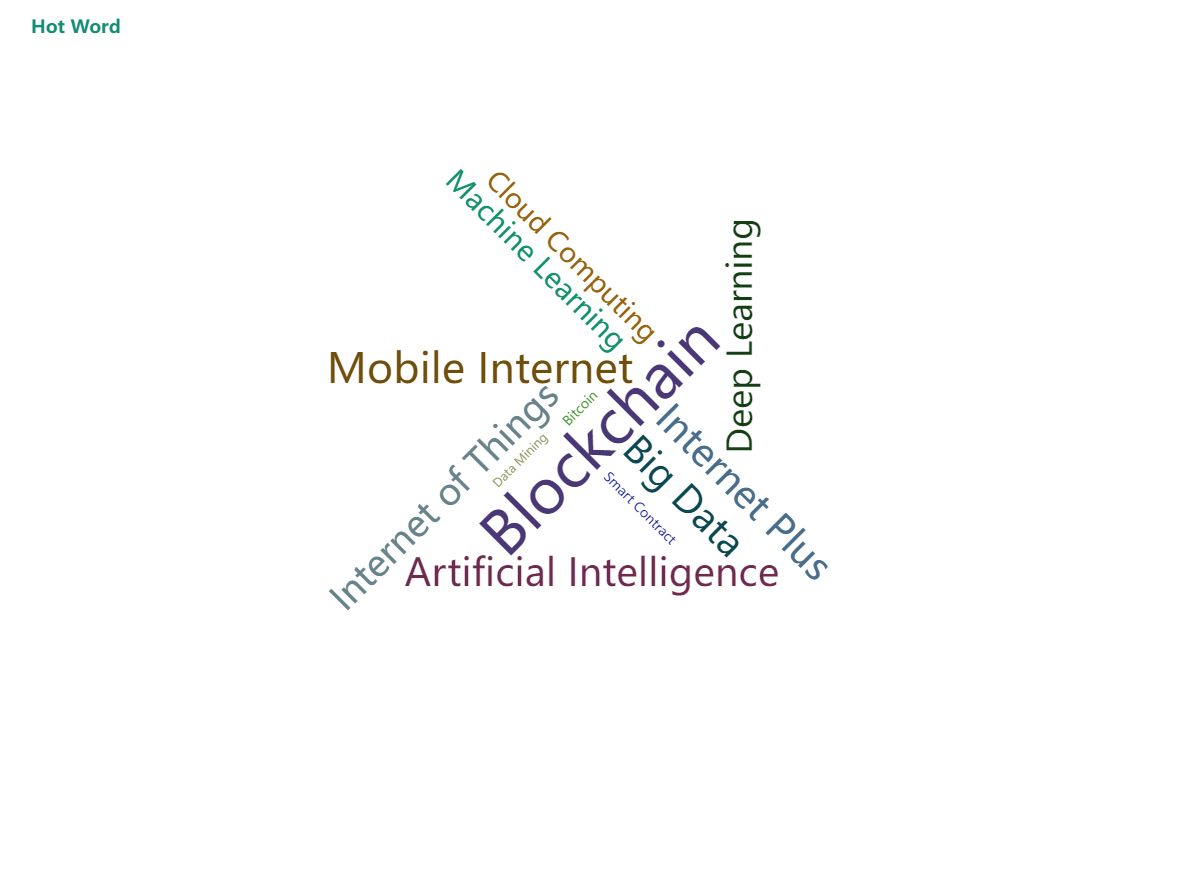 Hot Word
Cloud Computing
Machine Learning
Deep Learning
Mobile Internet
Blockchain
Bitcoin
Internet of Things
Data Mining
Internet Plus
Big Data
Smart Contract
Artificial Intelligence